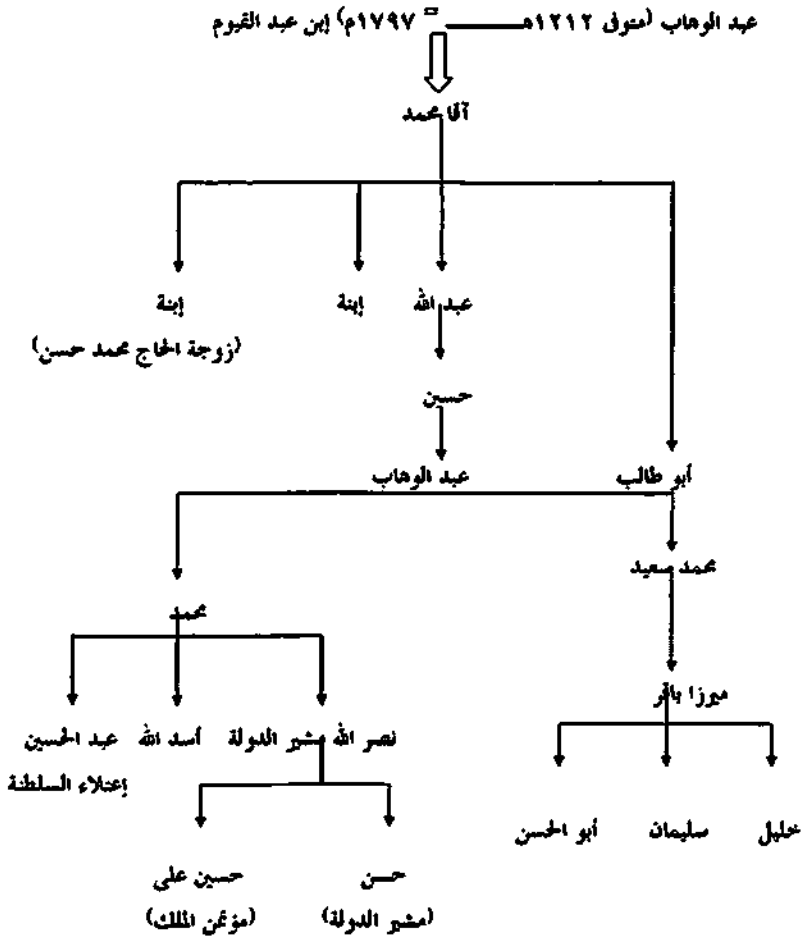 عبد الوهاب (متوفى ١٢١٢هـ ــــ = ١٧٩٧م) إبن عبد القيوم
آقا محمد
عبد الله إبنة إبنة
(زوجة الحاج محمد حسن)
حسين
أبو طالب عبد الوهاب
محمد سعيد
محمد
ميرزا باقر
نصر الله مشير الدولة أسد الله عبد الحسين
إعتلاء السلطنة
خليل سليمان أبو الحسن
حسن حسين على
(مشير الدولة) (مؤتمن الملك)